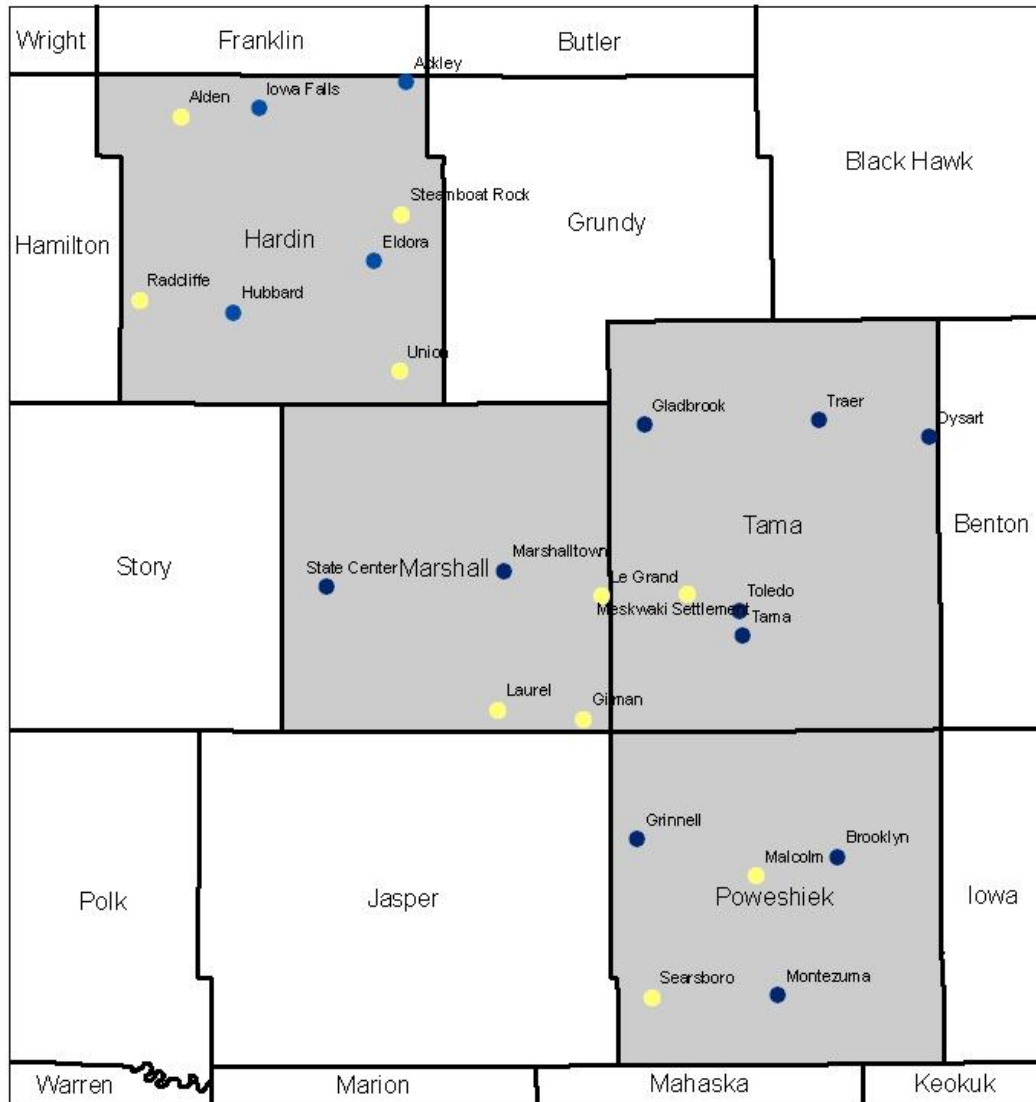 Wright
Franklin
Butler
Ackley
Alden
Iowa Falls
Black Hawk
Steamboat Rock
Grundy
Hamilton
Hardin
Eldora
Radcliffe
Hubbard
Union
Gladbrook
Traer
Dysart
Tama
Benton
Story
State Center
Marshall
Marshalltown
Le Grand
Meskwaki Settlement
Toledo
Tama
Laurel
Gilman
Grinnell
Brooklyn
Malcolm
Polk
Jasper
Poweshiek
Iowa
Searsboro
Montezuma
Warren
Marion
Mahaska
Keokuk